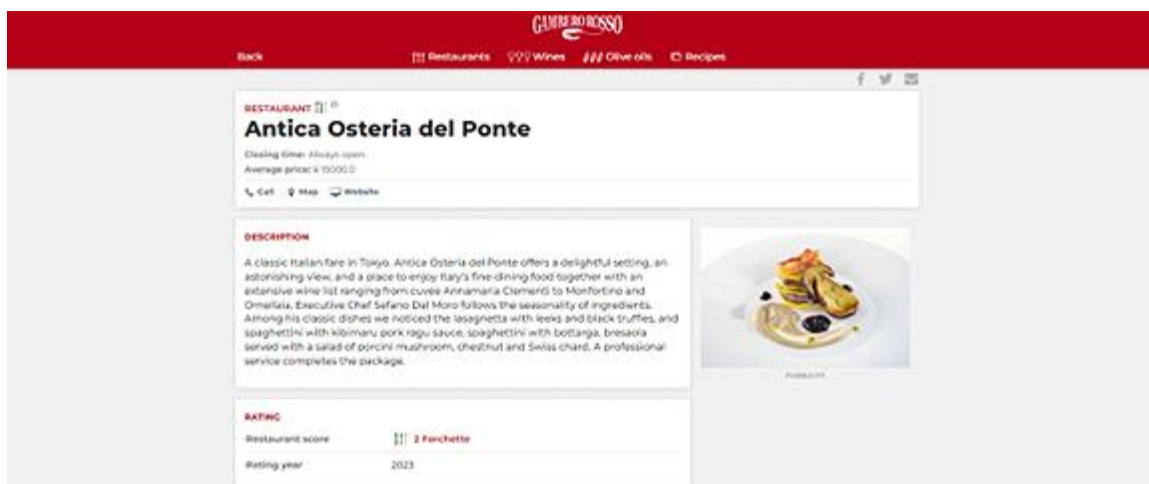 GAMBERO ROSSO
Back Restaurants Wines Olive oils Recipes
RESTAURANT
Antica Osteria del Ponte
Closing time: Always open
Average price: ¥ 15000.0
Call Map Website
DESCRIPTION
A classic Italian fare in Tokyo. Antica Osteria del Ponte offers a delightful setting, an
astonishing view, and a place to enjoy Italy's fine-dining food together with an
extensive wine list ranging from cuvée Annamaria Clementi to Monfortino and
Ornellaia. Executive Chef Safano Dal Moro follows the seasonality of ingredients.
Among his classic dishes we noticed the lasagnetta with leeks and black truffles, and
spaghettini with kibimaru pork ragu sauce, spaghettini with bottarga, bresaola
served with a salad of porcini mushroom, chestnut and Swiss chard. A professional
service completes the package.
PUBBLICITÀ
RATING
Restaurant score 2 Forchette
Rating year 2023